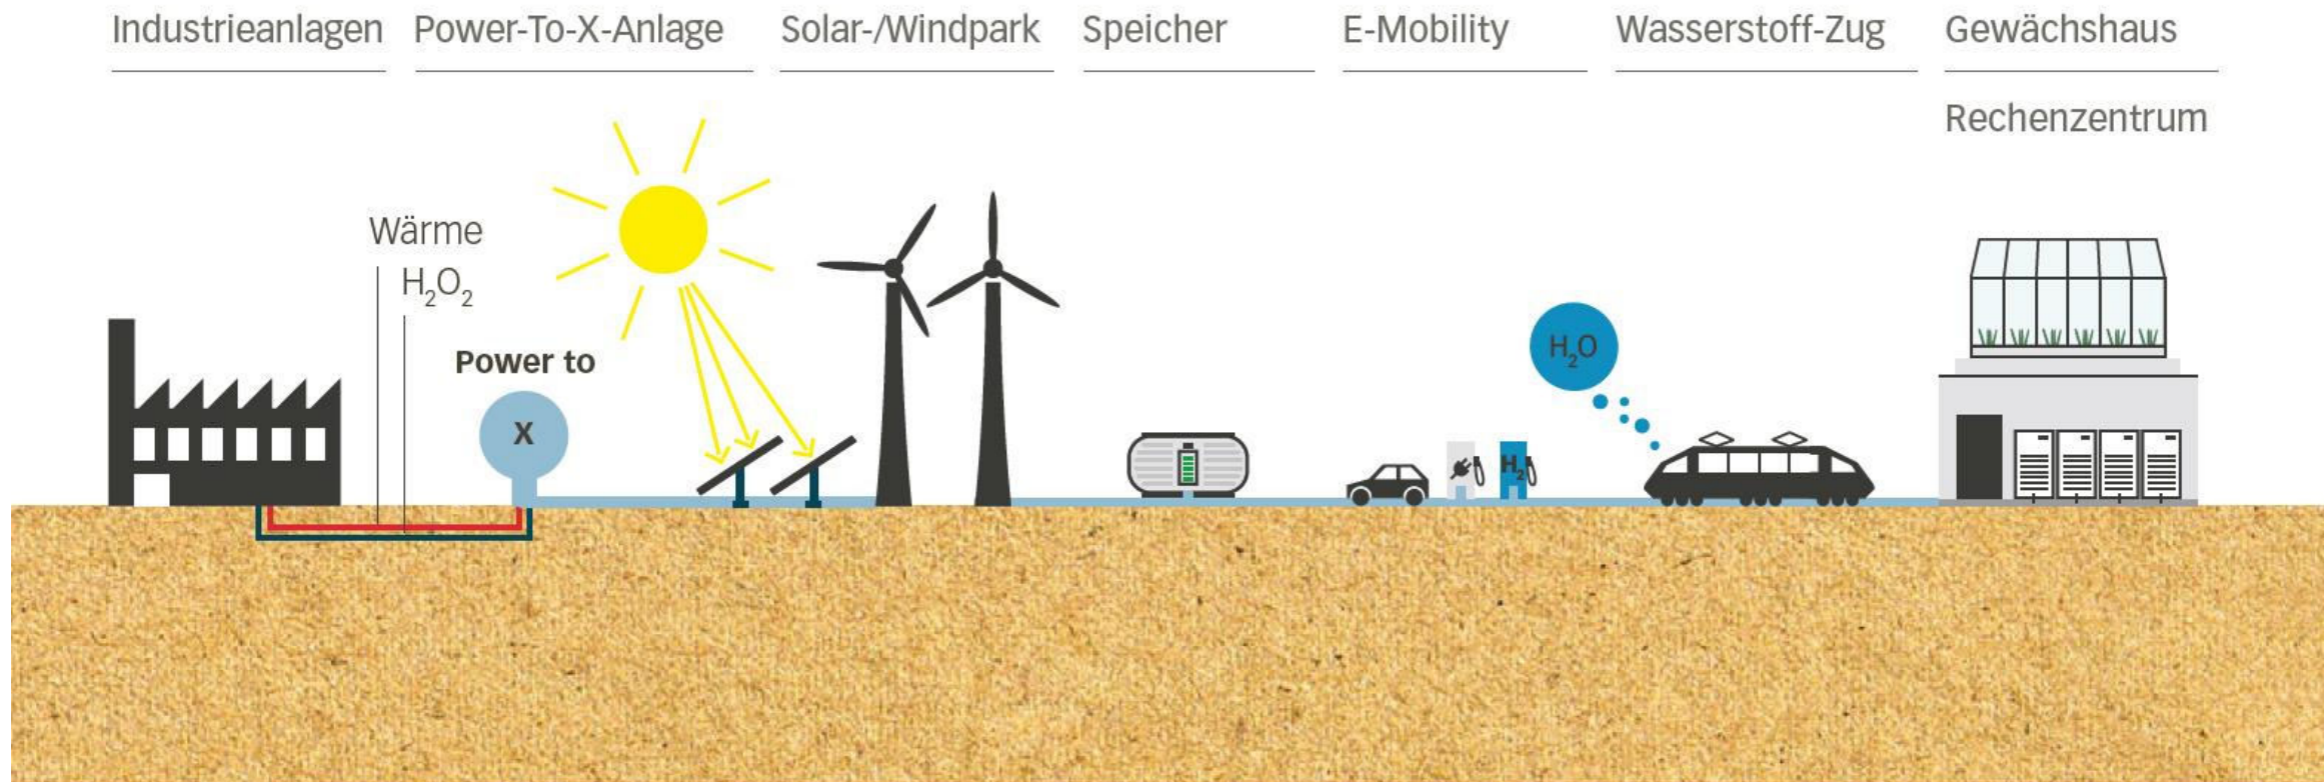 Industrieanlagen
Power-To-X-Anlage
Solar-/Windpark
Speicher
E-Mobility
Wasserstoff-Zug
Gewächshaus
Rechenzentrum
Wärme
H₂O₂
Power to
X
H₂O
H₂